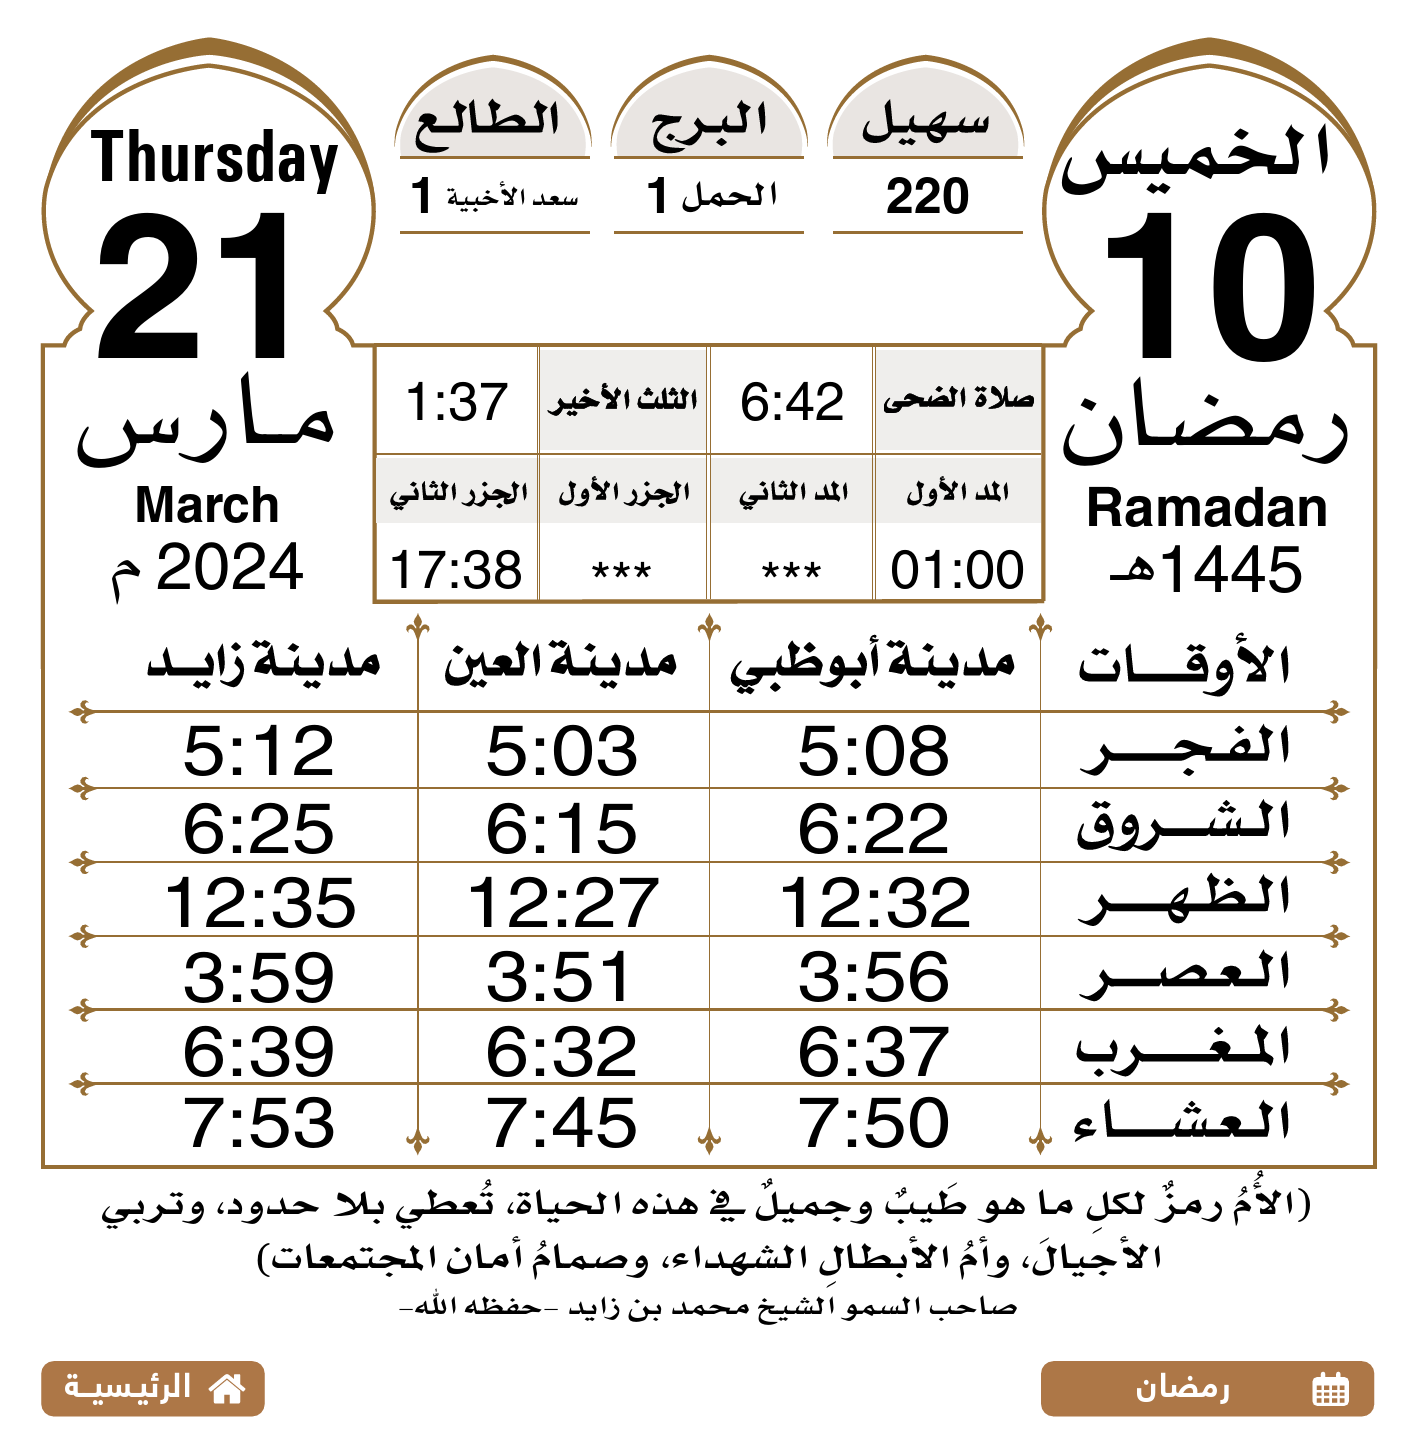 الخميس
10
رمضان
Ramadan
1445هـ
سهيل
220
البرج
الحمل 1
الطالع
سعد الأخبية 1
Thursday
21
مارس
March
2024 م
صلاة الضحى 6:42 الثلث الأخير 1:37
المد الأول المد الثاني الجزر الأول الجزر الثاني
01:00 *** *** 17:38
الأوقات مدينة أبوظبي مدينة العين مدينة زايد
الفجر 5:08 5:03 5:12
الشروق 6:22 6:15 6:25
الظهر 12:32 12:27 12:35
العصر 3:56 3:51 3:59
المغرب 6:37 6:32 6:39
العشاء 7:50 7:45 7:53
(الأُمُ رمزٌ لكلِ ما هو طَيبٌ وجميلٌ في هذه الحياة، تُعطي بلا حدود، وتربي
الأجيالَ، وأمُ الأبطالِ الشهداء، وصمامُ أمان المجتمعات)
صاحب السمو الشيخ محمد بن زايد -حفظه الله-
رمضان
الرئيسية